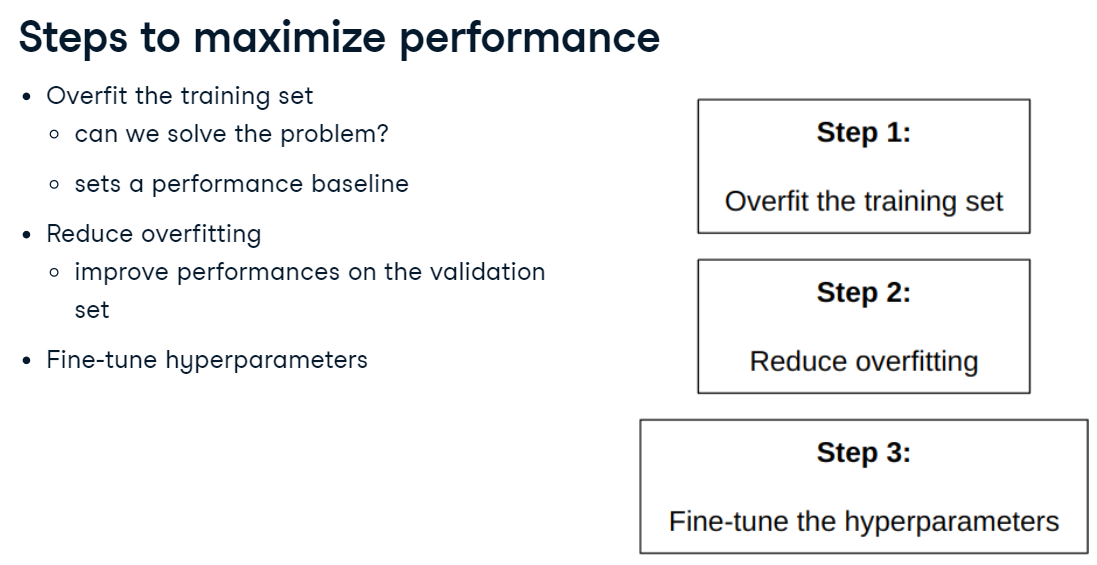 Steps to maximize performance
• Overfit the training set
◦ can we solve the problem?
◦ sets a performance baseline
• Reduce overfitting
◦ improve performances on the validation
set
• Fine-tune hyperparameters
Step 1:
Overfit the training set
Step 2:
Reduce overfitting
Step 3:
Fine-tune the hyperparameters